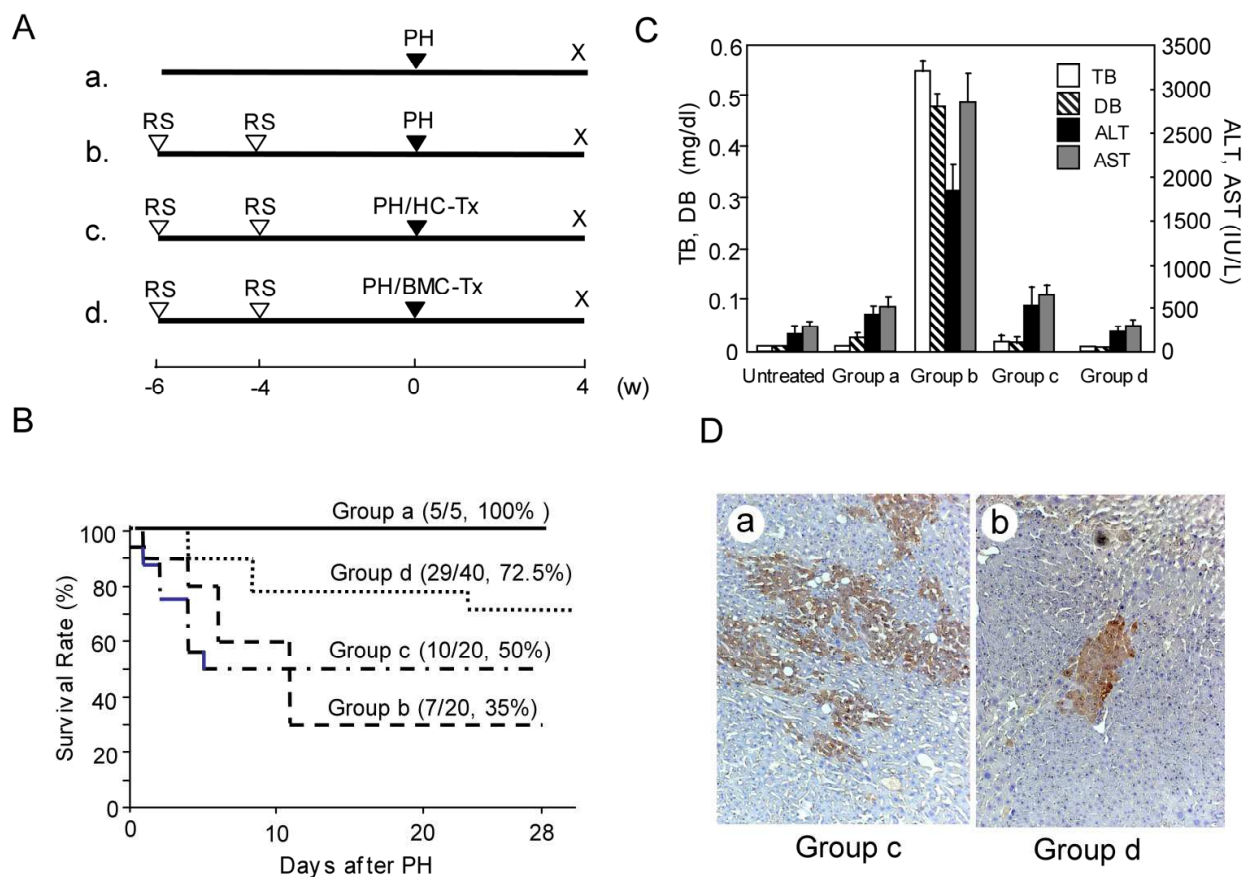 A
PH
X
a.
RS RS PH X
b.
RS RS PH/HC-Tx X
c.
RS RS PH/BMC-Tx X
d.
-6 -4 0 4 (w)
B
Survival Rate (%)
100
80
60
40
20
0
Group a (5/5, 100% )
Group d (29/40, 72.5%)
Group c (10/20, 50%)
Group b (7/20, 35%)
0 10 20 28
Days after PH
C
TB, DB (mg/dl)
0.6
0.5
0.4
0.3
0.2
0.1
0
TB
DB
ALT
AST
3500
3000
2500
2000
1500
1000
500
0
ALT, AST (IU/L)
Untreated Group a Group b Group c Group d
D
a b
Group c Group d